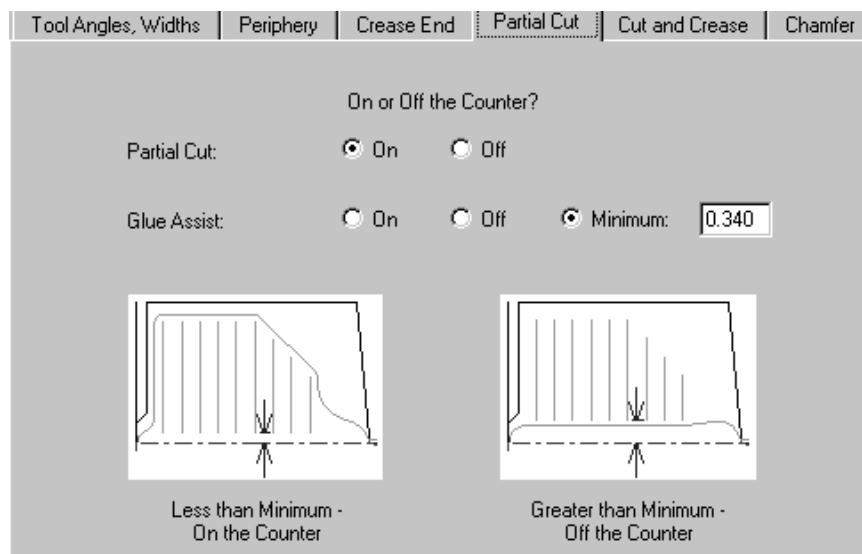 Tool Angles, Widths Periphery Crease End Partial Cut Cut and Crease Chamfer
On or Off the Counter?
Partial Cut: On Off
Glue Assist: On Off Minimum: 0.340
Less than Minimum -
On the Counter
Greater than Minimum -
Off the Counter